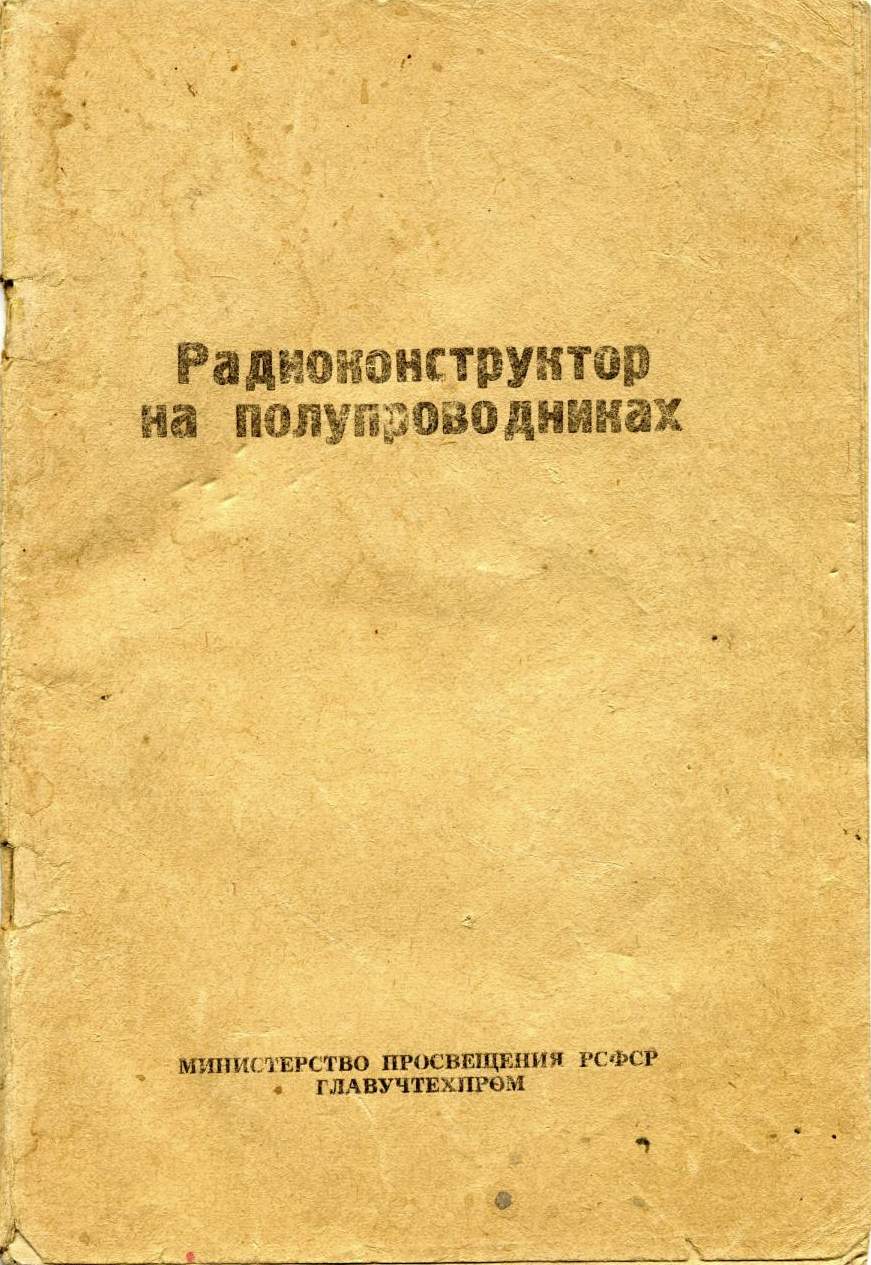 Радиоконструктор
на полупроводниках
МИНИСТЕРСТВО ПРОСВЕЩЕНИЯ РСФСР
ГЛАВУЧТЕХПРОМ